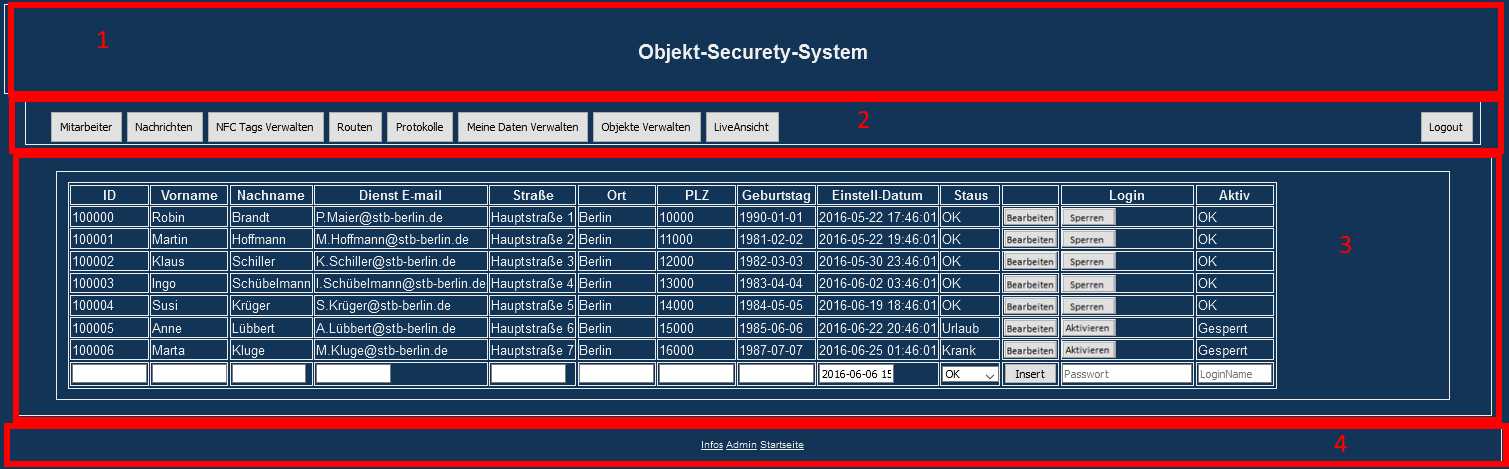 1
Objekt-Securety-System
2
Mitarbeiter Nachrichten NFC Tags Verwalten Routen Protokolle Meine Daten Verwalten Objekte Verwalten LiveAnsicht Logout
ID Vorname Nachname Dienst E-mail Straße Ort PLZ Geburtstag Einstell-Datum Staus Login Aktiv
100000 Robin Brandt P.Maier@stb-berlin.de Hauptstraße 1 Berlin 10000 1990-01-01 2016-05-22 17:46:01 OK Bearbeiten Sperren OK
100001 Martin Hoffmann M.Hoffmann@stb-berlin.de Hauptstraße 2 Berlin 11000 1981-02-02 2016-05-22 19:46:01 OK Bearbeiten Sperren OK
3
100002 Klaus Schiller K.Schiller@stb-berlin.de Hauptstraße 3 Berlin 12000 1982-03-03 2016-05-30 23:46:01 OK Bearbeiten Sperren OK
100003 Ingo Schübelmann I.Schübelmann@stb-berlin.de Hauptstraße 4 Berlin 13000 1983-04-04 2016-06-02 03:46:01 OK Bearbeiten Sperren OK
100004 Susi Krüger S.Krüger@stb-berlin.de Hauptstraße 5 Berlin 14000 1984-05-05 2016-06-19 18:46:01 OK Bearbeiten Sperren OK
100005 Anne Lübbert A.Lübbert@stb-berlin.de Hauptstraße 6 Berlin 15000 1985-06-06 2016-06-22 20:46:01 Urlaub Bearbeiten Aktivieren Gesperrt
100006 Marta Kluge M.Kluge@stb-berlin.de Hauptstraße 7 Berlin 16000 1987-07-07 2016-06-25 01:46:01 Krank Bearbeiten Aktivieren Gesperrt
2016-06-06 15 OK Insert Passwort LoginName
Infos Admin Startseite 4